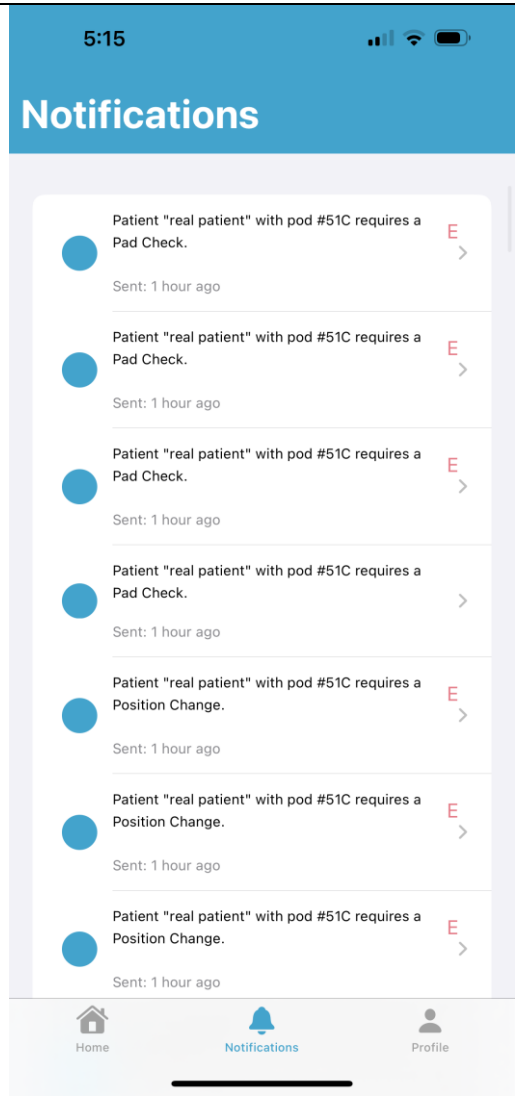 5:15
Notifications
Patient "real patient" with pod #51C requires a
Pad Check.
E
Sent: 1 hour ago
Patient "real patient" with pod #51C requires a
Pad Check.
E
Sent: 1 hour ago
Patient "real patient" with pod #51C requires a
Pad Check.
E
Sent: 1 hour ago
Patient "real patient" with pod #51C requires a
Pad Check.
Sent: 1 hour ago
Patient "real patient" with pod #51C requires a
Position Change.
E
Sent: 1 hour ago
Patient "real patient" with pod #51C requires a
Position Change.
E
Sent: 1 hour ago
Patient "real patient" with pod #51C requires a
Position Change.
E
Sent: 1 hour ago
Home
Notifications
Profile